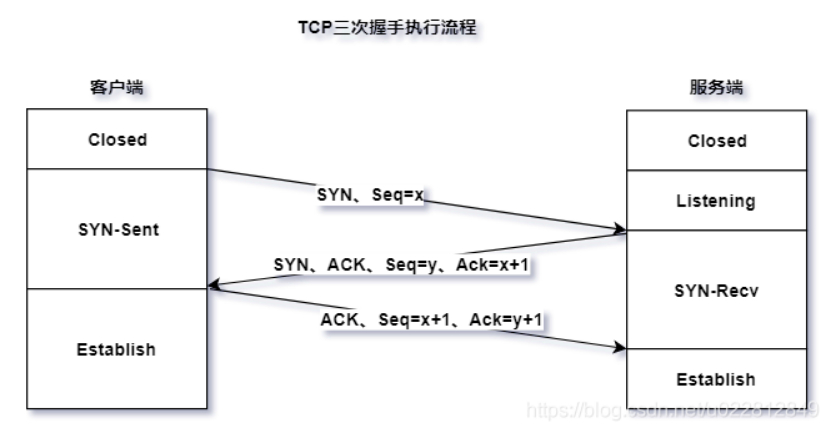 TCP三次握手执行流程
客户端
服务端
Closed
Closed
SYN、Seq=x
Listening
SYN-Sent
SYN、ACK、Seq=y、Ack=x+1
SYN-Recv
ACK、Seq=x+1、Ack=y+1
Establish
Establish
https://blog.csdn.net/u022812849